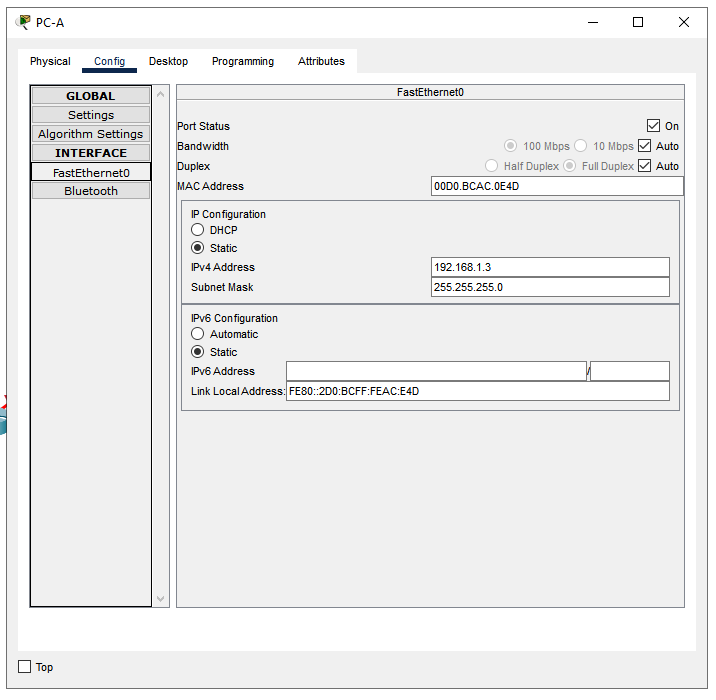 PC-A
Physical Config Desktop Programming Attributes
GLOBAL
Settings
Algorithm Settings
INTERFACE
FastEthernet0
Bluetooth
FastEthernet0
Port Status On
Bandwidth 100 Mbps 10 Mbps Auto
Duplex Half Duplex Full Duplex Auto
MAC Address 00D0.BCAC.0E4D
IP Configuration
DHCP
Static
IPv4 Address 192.168.1.3
Subnet Mask 255.255.255.0
IPv6 Configuration
Automatic
Static
IPv6 Address /
Link Local Address: FE80::2D0:BCFF:FEAC:E4D
Top